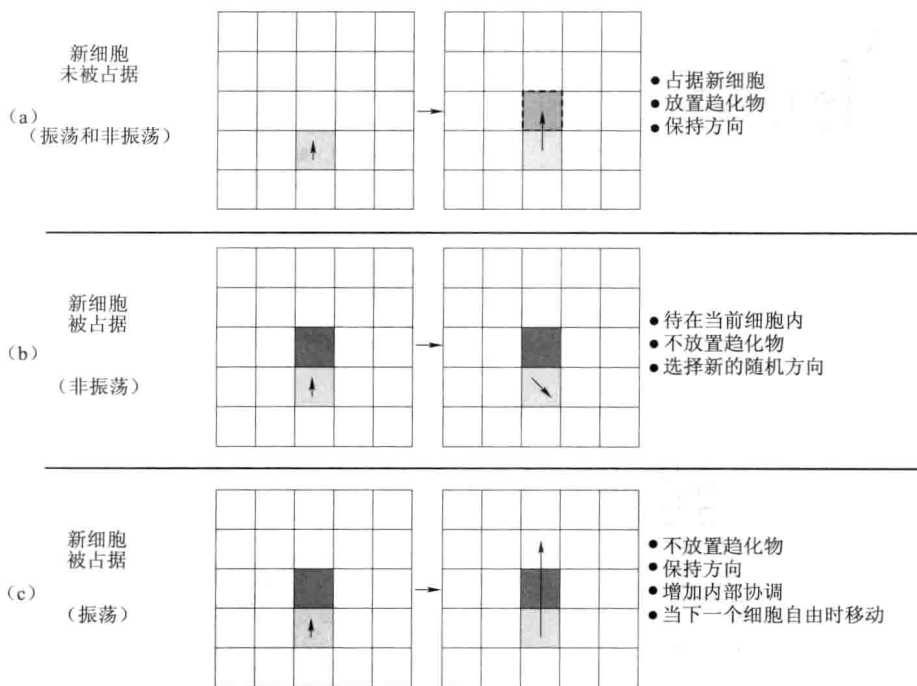 新细胞
未被占据
(a)
(振荡和非振荡)
●占据新细胞
●放置趋化物
●保持方向
新细胞
被占据
(b)
(非振荡)
●待在当前细胞内
●不放置趋化物
●选择新的随机方向
新细胞
被占据
(c)
(振荡)
●不放置趋化物
●保持方向
●增加内部协调
●当下一个细胞自由时移动